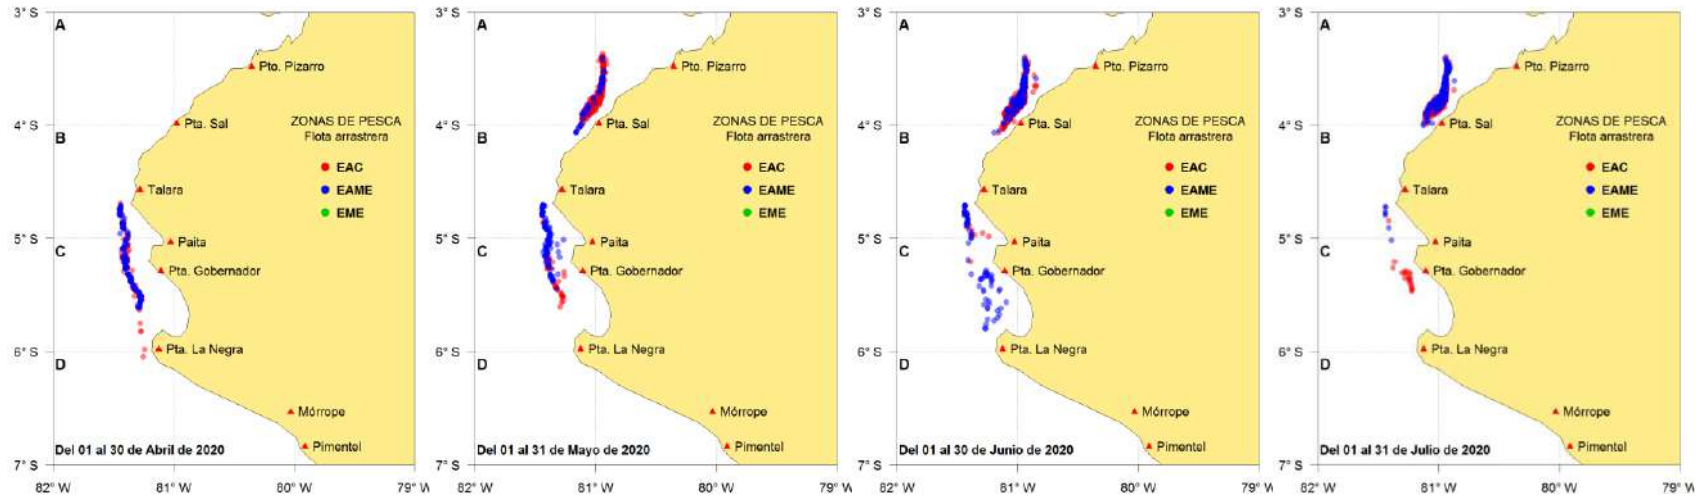 3° S
A
Pto. Pizarro
Pta. Sal
ZONAS DE PESCA
Flota arrastrera
4° S
B
EAC
EAME
EME
Talara
5° S
C
Paita
Pta. Gobernador
6° S
D
Pta. La Negra
Mórrope
Pimentel
Del 01 al 30 de Abril de 2020
7° S
82° W
81° W
80° W
79° W
A
Pto. Pizarro
Pta. Sal
ZONAS DE PESCA
Flota arrastrera
4° S
B
EAC
EAME
EME
Talara
5° S
C
Paita
Pta. Gobernador
6° S
D
Pta. La Negra
Mórrope
Pimentel
Del 01 al 31 de Mayo de 2020
7° S
82° W
81° W
80° W
79° W
3° S
A
Pto. Pizarro
Pta. Sal
ZONAS DE PESCA
Flota arrastrera
4° S
B
EAC
EAME
EME
Talara
5° S
C
Paita
Pta. Gobernador
6° S
D
Pta. La Negra
Mórrope
Pimentel
Del 01 al 30 de Junio de 2020
7° S
82° W
81° W
80° W
79° W
3° S
A
Pto. Pizarro
Pta. Sal
ZONAS DE PESCA
Flota arrastrera
4° S
B
EAC
EAME
EME
Talara
5° S
C
Paita
Pta. Gobernador
6° S
D
Pta. La Negra
Mórrope
Pimentel
Del 01 al 31 de Julio de 2020
7° S
82° W
81° W
80° W
79° W